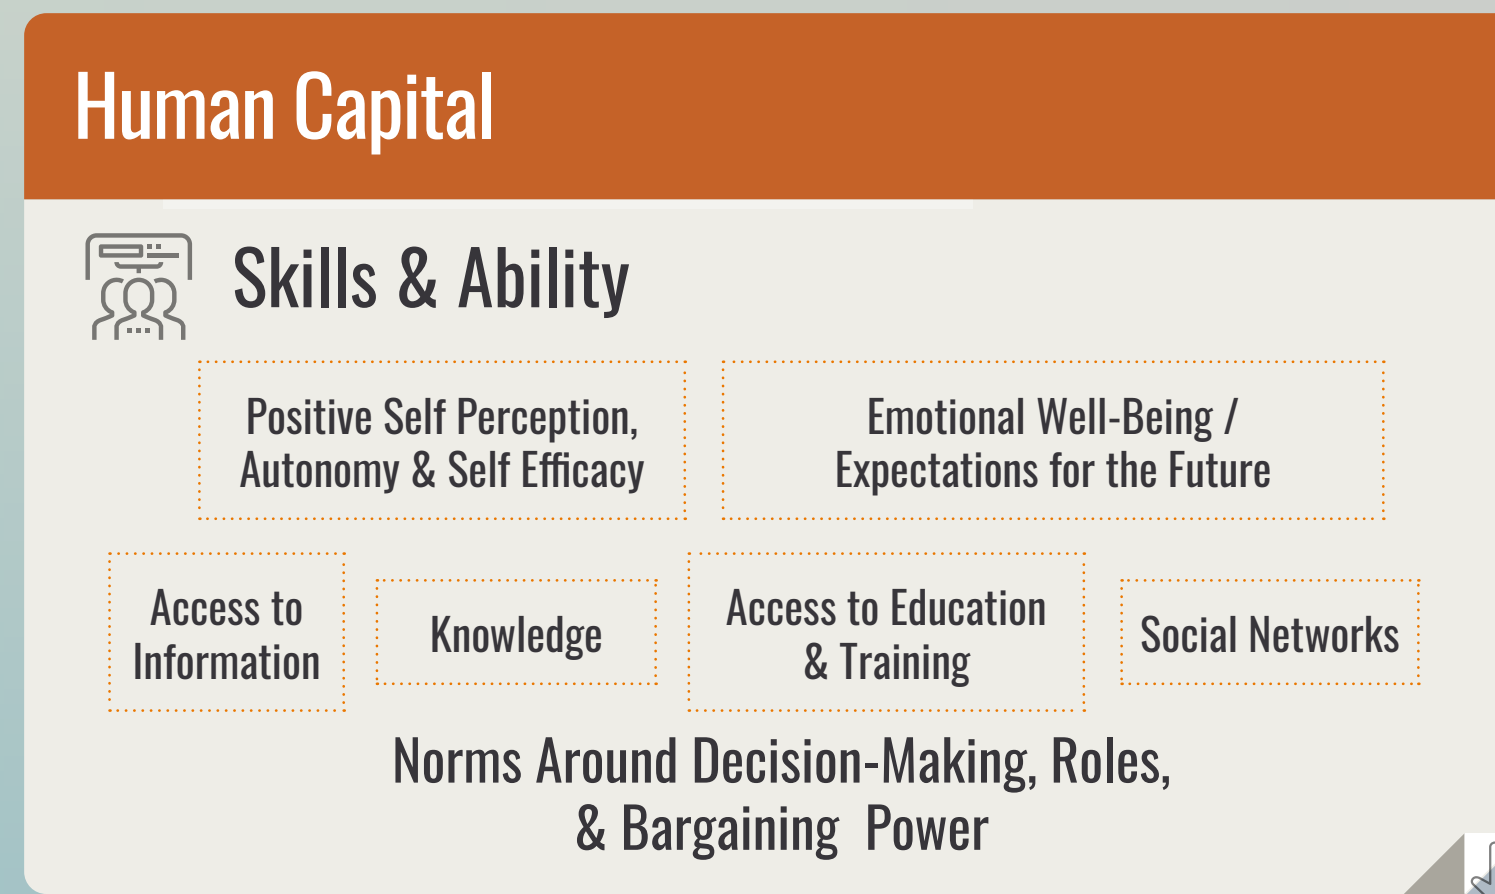 Human Capital
Skills & Ability
Positive Self Perception,
Autonomy & Self Efficacy
Emotional Well-Being /
Expectations for the Future
Access to
Information
Knowledge
Access to Education
& Training
Social Networks
Norms Around Decision-Making, Roles,
& Bargaining Power